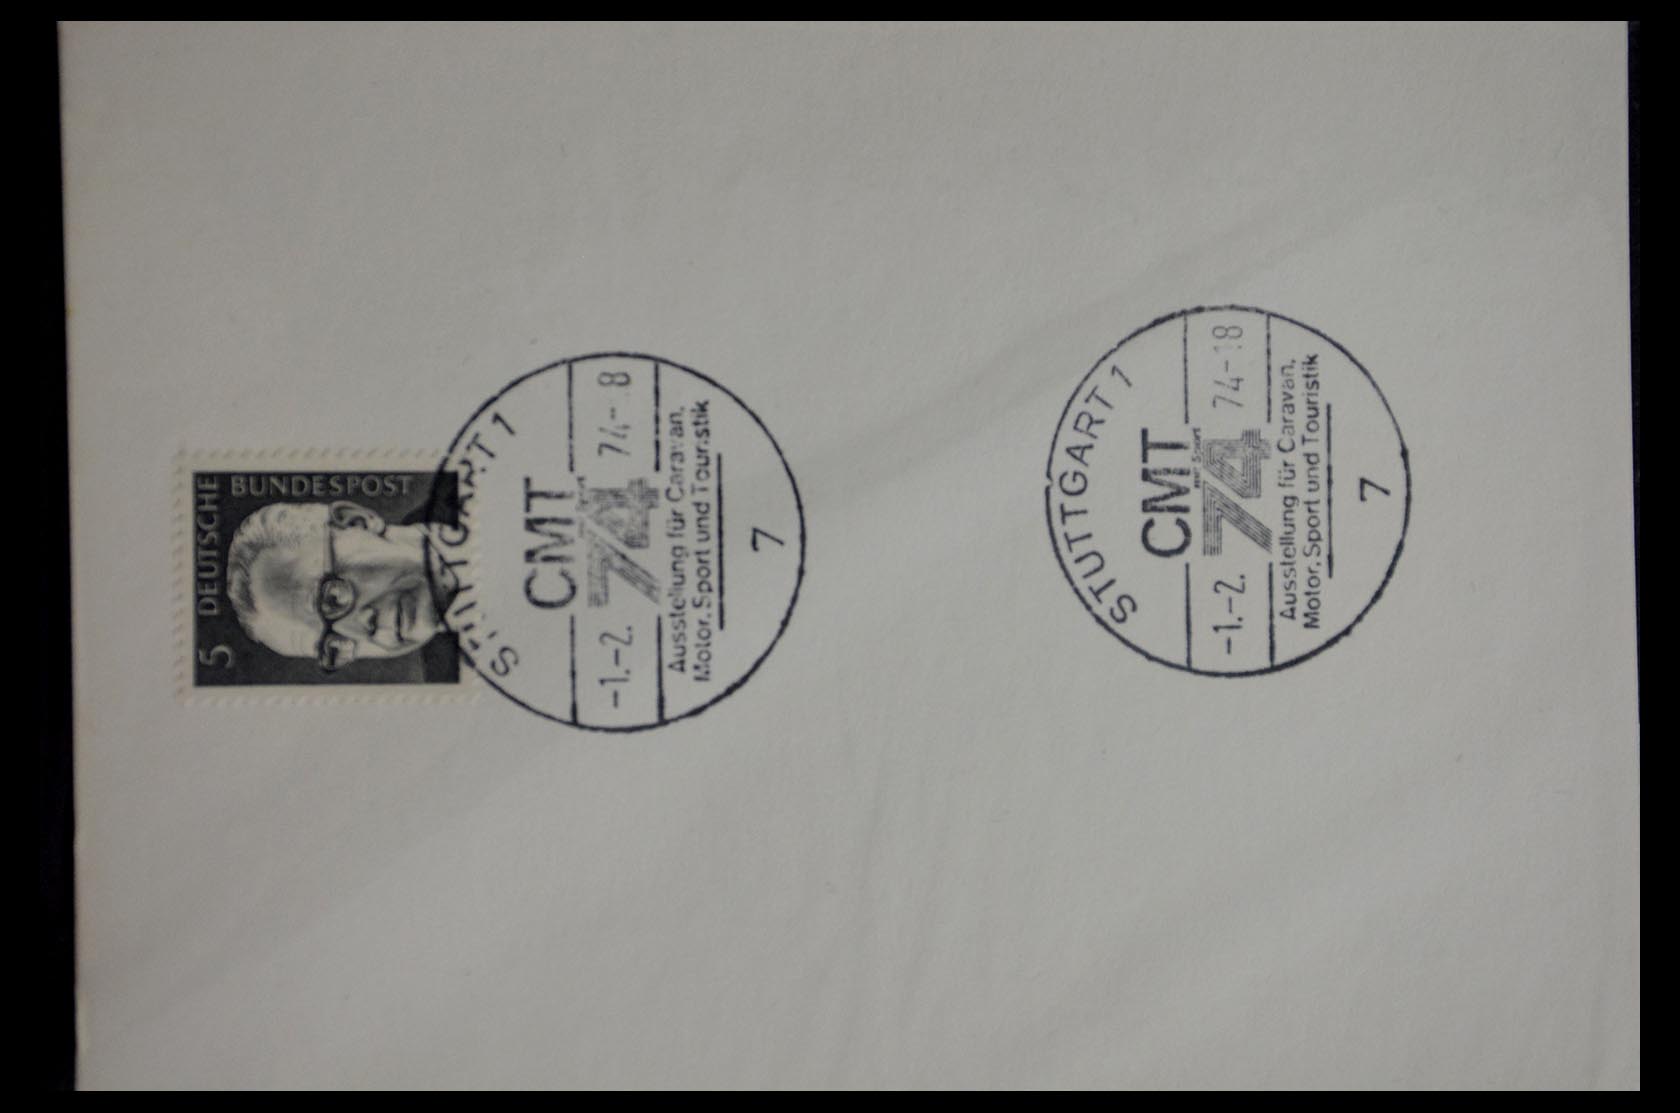 5 DEUTSCHE
BUNDESPOST
STUTTGART 1
CMT
-1.-2. 74 74-18
Ausstellung für Caravan,
Motor, Sport und Touristik
7
STUTTGART 1
CMT
-1.-2. 74 74-18
Ausstellung für Caravan,
Motor, Sport und Touristik
7